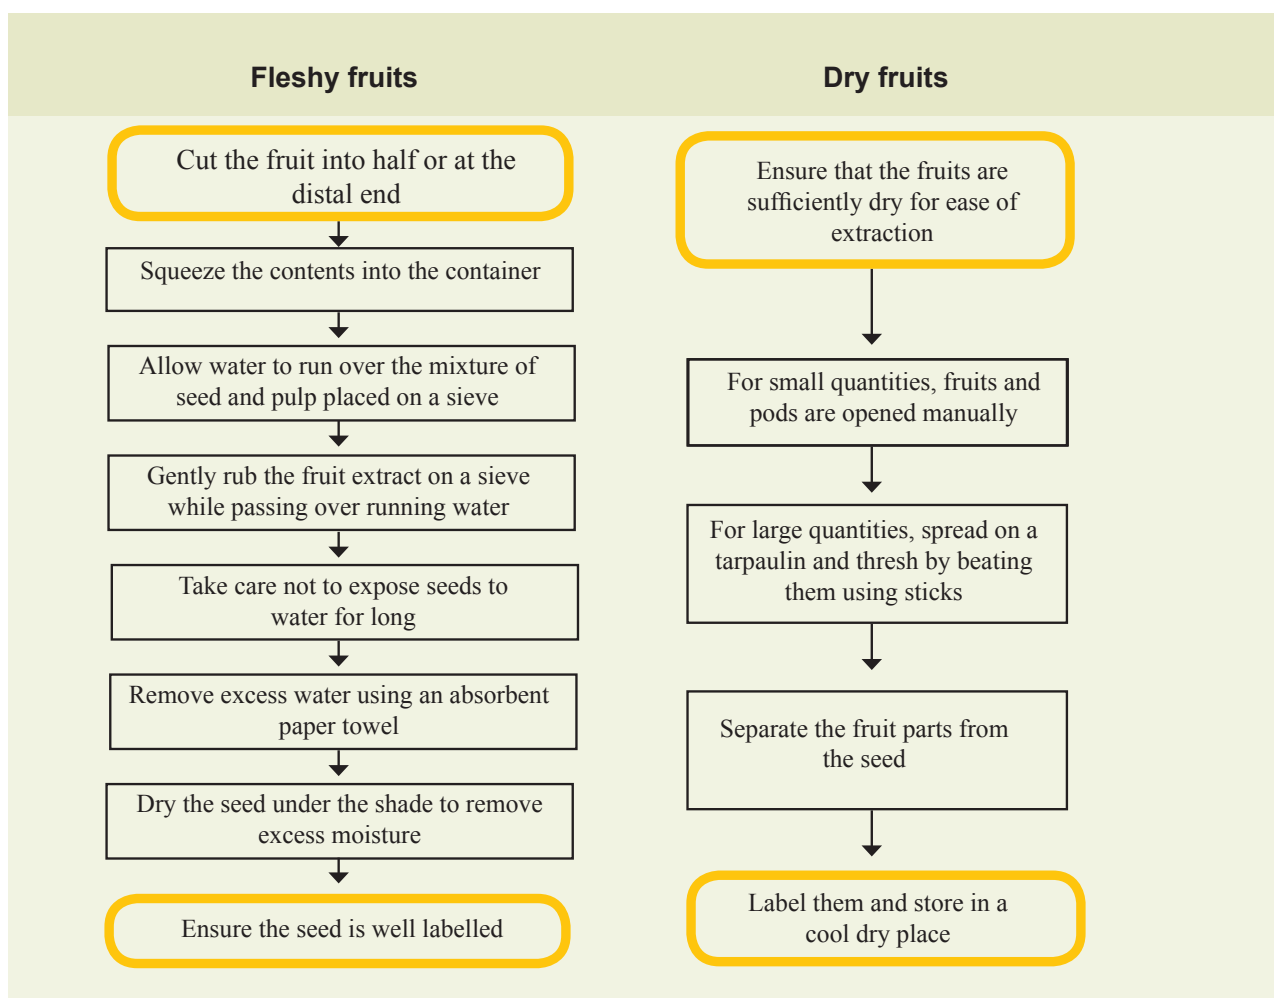 Fleshy fruits
Cut the fruit into half or at the
distal end
Squeeze the contents into the container
Allow water to run over the mixture of
seed and pulp placed on a sieve
Gently rub the fruit extract on a sieve
while passing over running water
Take care not to expose seeds to
water for long
Remove excess water using an absorbent
paper towel
Dry the seed under the shade to remove
excess moisture
Ensure the seed is well labelled
Dry fruits
Ensure that the fruits are
sufficiently dry for ease of
extraction
For small quantities, fruits and
pods are opened manually
For large quantities, spread on a
tarpaulin and thresh by beating
them using sticks
Separate the fruit parts from
the seed
Label them and store in a
cool dry place